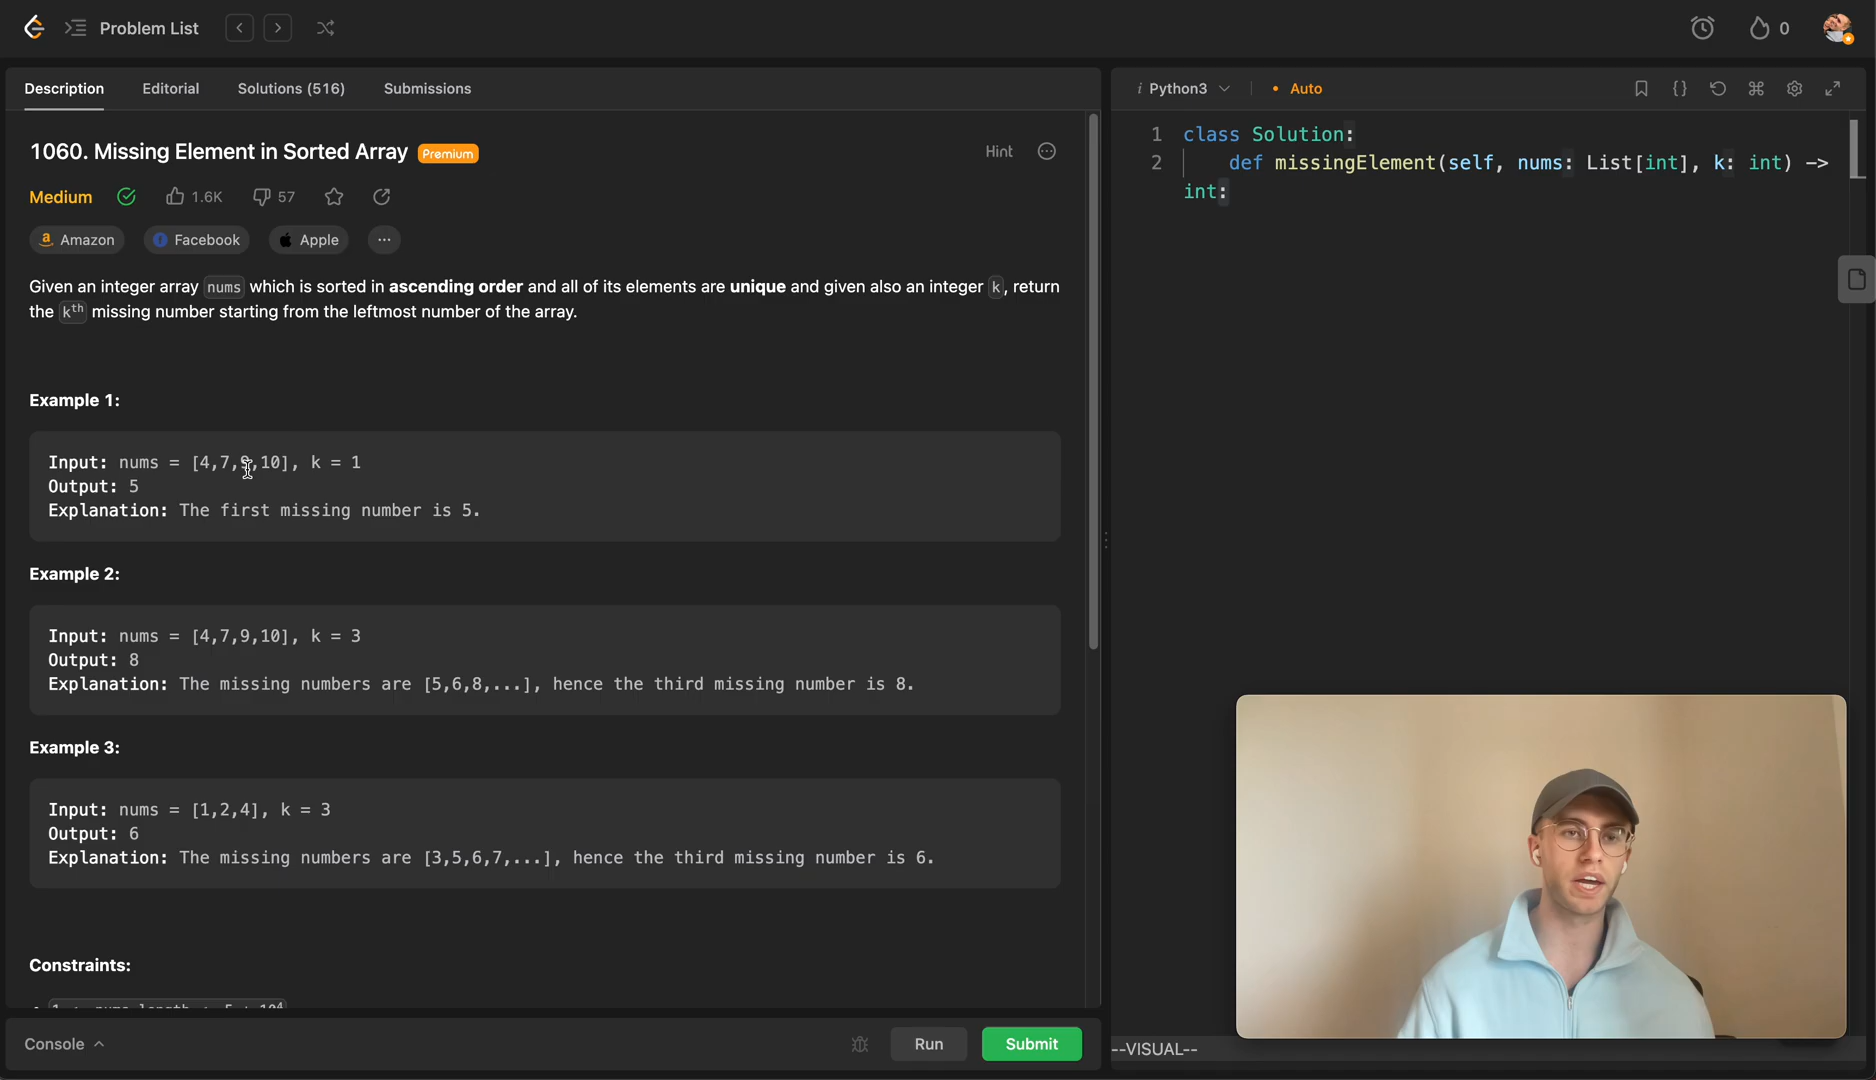 Problem List
0
Description Editorial Solutions (516) Submissions
1060. Missing Element in Sorted Array Premium
Hint
Medium 1.6K 57
Amazon Facebook Apple ...
Given an integer array nums which is sorted in ascending order and all of its elements are unique and given also an integer k, return
the kth missing number starting from the leftmost number of the array.
Example 1:
Input: nums = [4,7,9,10], k = 1
Output: 5
Explanation: The first missing number is 5.
Example 2:
Input: nums = [4,7,9,10], k = 3
Output: 8
Explanation: The missing numbers are [5,6,8,...], hence the third missing number is 8.
Example 3:
Input: nums = [1,2,4], k = 3
Output: 6
Explanation: The missing numbers are [3,5,6,7,...], hence the third missing number is 6.
Constraints:
Console
Run
Submit
i Python3 • Auto
1 class Solution:
2 def missingElement(self, nums: List[int], k: int) ->
int:
--VISUAL--